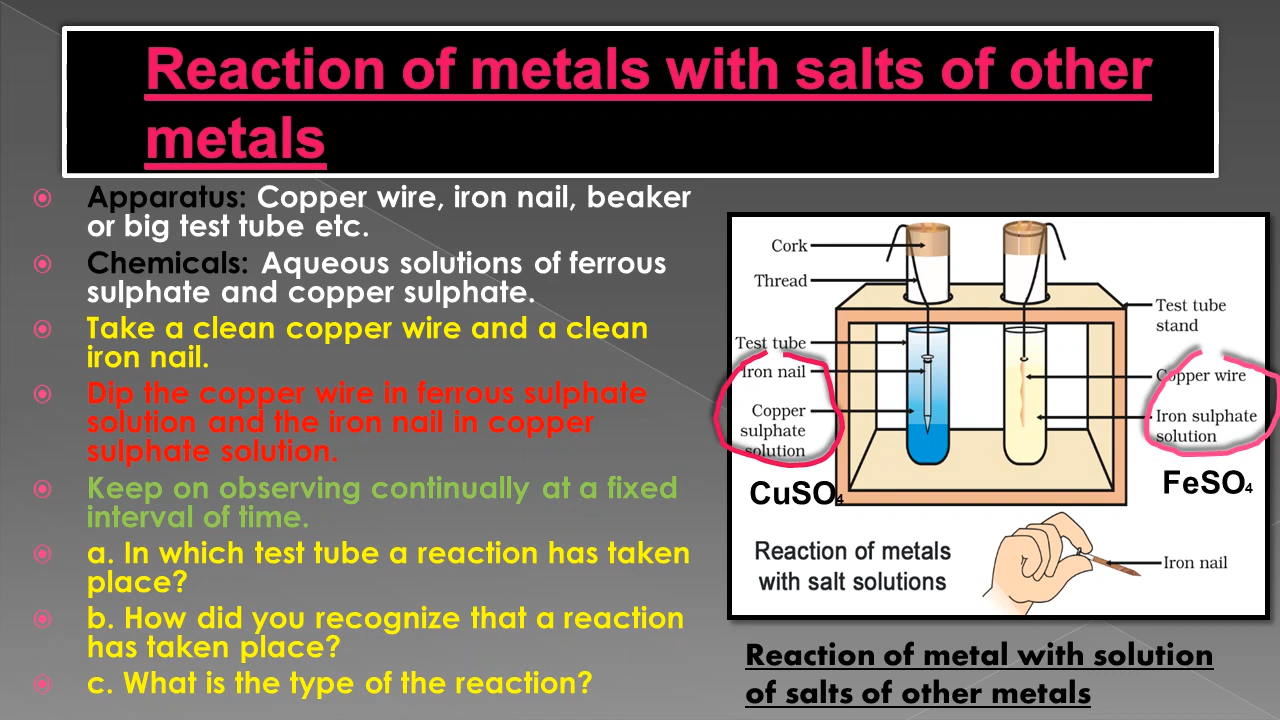 Reaction of metals with salts of other
metals
Apparatus: Copper wire, iron nail, beaker
or big test tube etc.
Chemicals: Aqueous solutions of ferrous
sulphate and copper sulphate.
Take a clean copper wire and a clean
iron nail.
Dip the copper wire in ferrous sulphate
solution and the iron nail in copper
sulphate solution.
Keep on observing continually at a fixed
interval of time.
a. In which test tube a reaction has taken
place?
b. How did you recognize that a reaction
has taken place?
c. What is the type of the reaction?
Cork
Thread
Test tube
Iron nail
Copper
sulphate
solution
CuSO₄
Test tube
stand
Copper wire
Iron sulphate
solution
FeSO₄
Reaction of metals
with salt solutions
Iron nail
Reaction of metal with solution
of salts of other metals